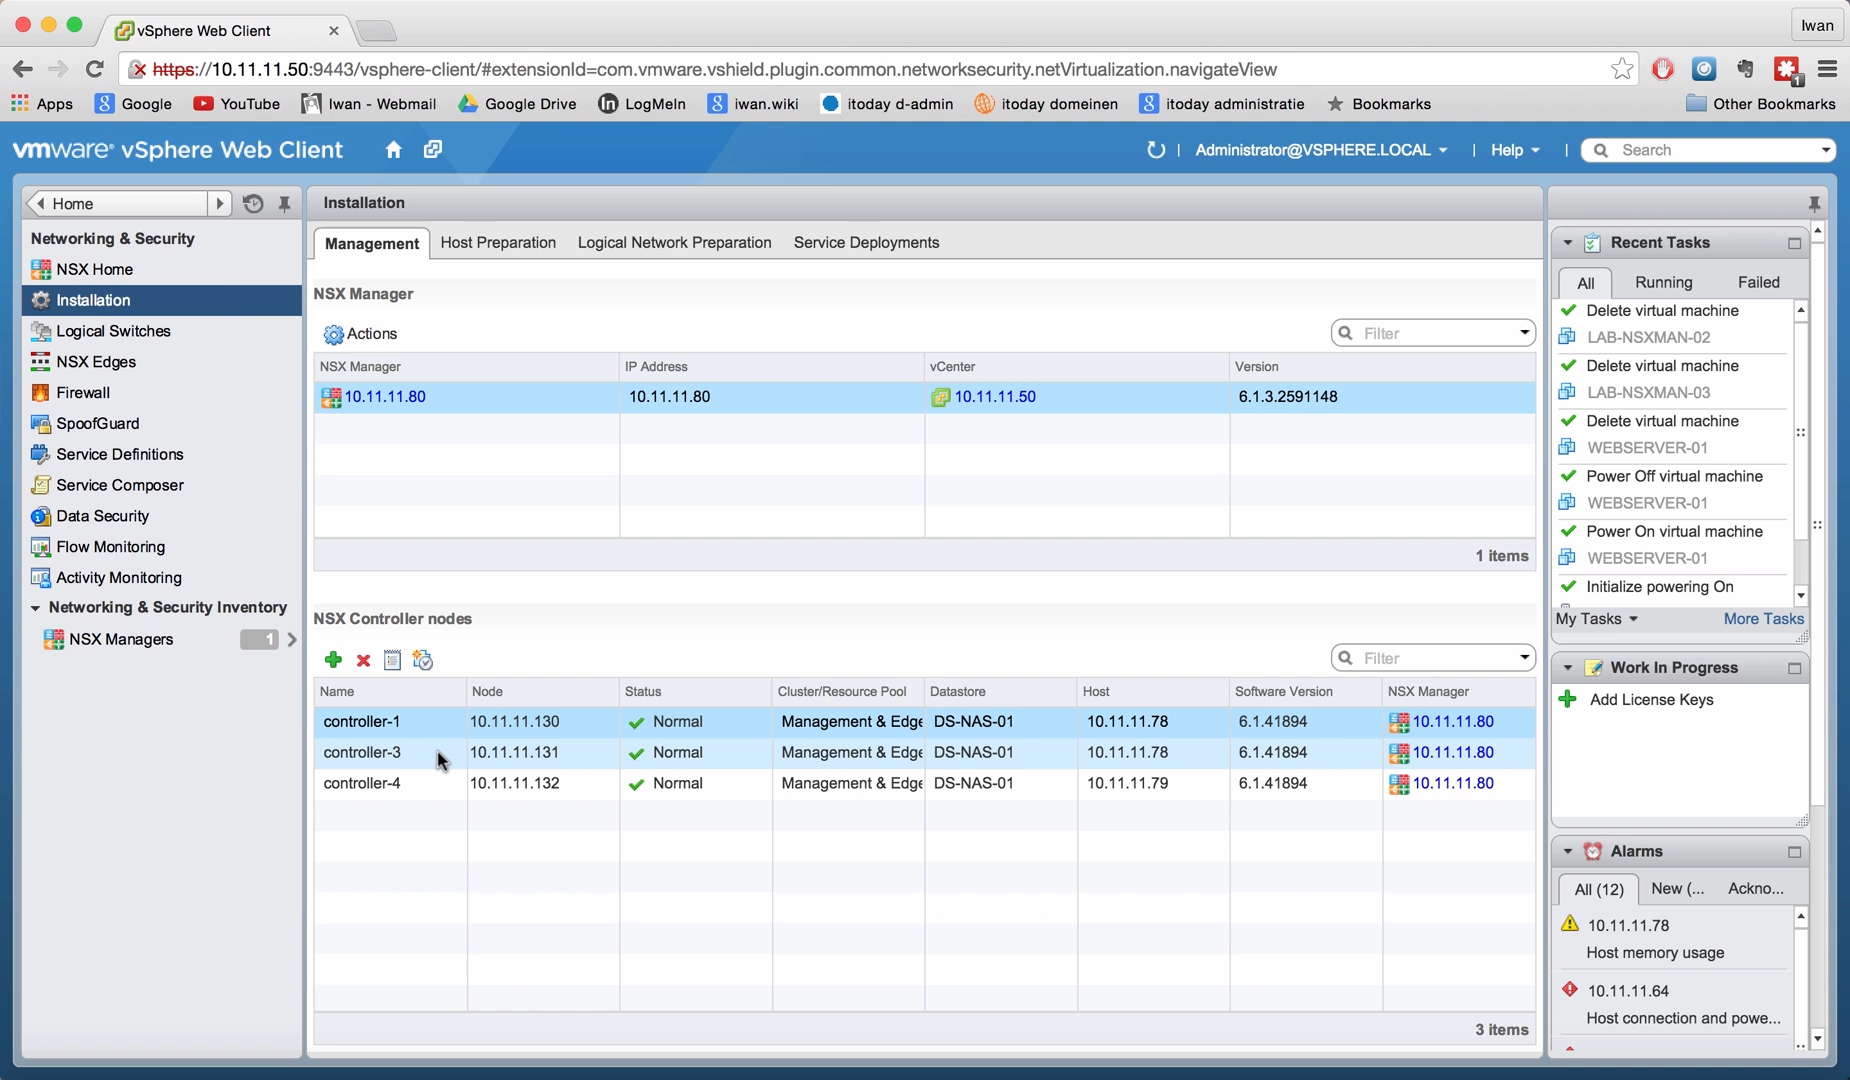 vSphere Web Client
Iwan
https://10.11.11.50:9443/vsphere-client/#extensionId=com.vmware.vshield.plugin.common.networksecurity.netVirtualization.navigateView
1
Apps Google YouTube Iwan - Webmail Google Drive LogMeIn iwan.wiki itoday d-admin itoday domeinen itoday administratie Bookmarks Other Bookmarks
vmware® vSphere Web Client Administrator@VSPHERE.LOCAL | Help | Search
Home
Networking & Security
NSX Home
Installation
Logical Switches
NSX Edges
Firewall
SpoofGuard
Service Definitions
Service Composer
Data Security
Flow Monitoring
Activity Monitoring
Networking & Security Inventory
NSX Managers 1
Installation
Management Host Preparation Logical Network Preparation Service Deployments
NSX Manager
Actions Filter
NSX Manager IP Address vCenter Version
10.11.11.80 10.11.11.80 10.11.11.50 6.1.3.2591148
1 items
NSX Controller nodes
Filter
Name Node Status Cluster/Resource Pool Datastore Host Software Version NSX Manager
controller-1 10.11.11.130 Normal Management & Edge DS-NAS-01 10.11.11.78 6.1.41894 10.11.11.80
controller-3 10.11.11.131 Normal Management & Edge DS-NAS-01 10.11.11.78 6.1.41894 10.11.11.80
controller-4 10.11.11.132 Normal Management & Edge DS-NAS-01 10.11.11.79 6.1.41894 10.11.11.80
3 items
Recent Tasks
All Running Failed
Delete virtual machine
LAB-NSXMAN-02
Delete virtual machine
LAB-NSXMAN-03
Delete virtual machine
WEBSERVER-01
Power Off virtual machine
WEBSERVER-01
Power On virtual machine
WEBSERVER-01
Initialize powering On
My Tasks More Tasks
Work In Progress
Add License Keys
Alarms
All (12) New (... Ackno...
10.11.11.78
Host memory usage
10.11.11.64
Host connection and powe...